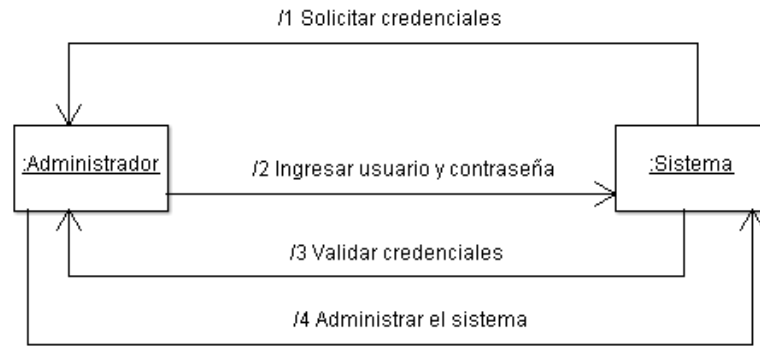 /1 Solicitar credenciales
:Administrador
/2 Ingresar usuario y contraseña
:Sistema
/3 Validar credenciales
/4 Administrar el sistema